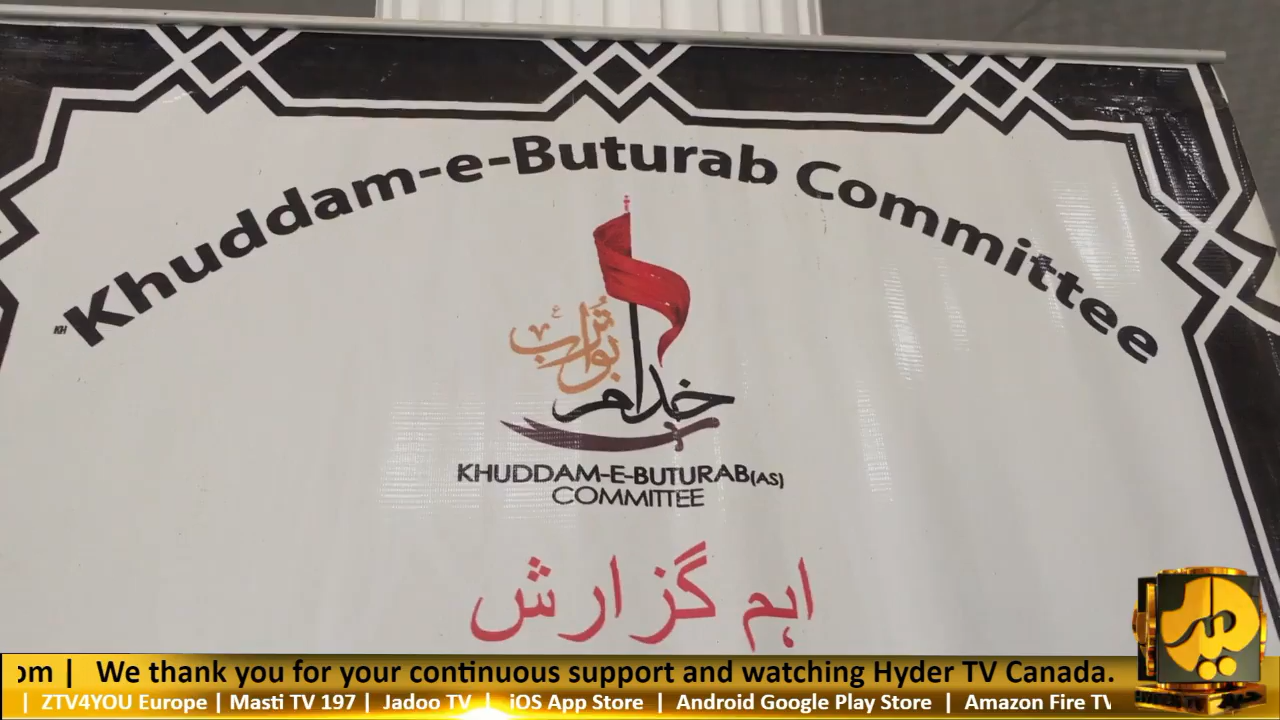 Khuddam-e-Buturab Committee
KH
بوتراب
خدام
KHUDDAM-E-BUTURAB(AS)
COMMITTEE
اہم گزارش
om | We thank you for your continuous support and watching Hyder TV Canada.
| ZTV4YOU Europe | Masti TV 197 | Jadoo TV | iOS App Store | Android Google Play Store | Amazon Fire TV